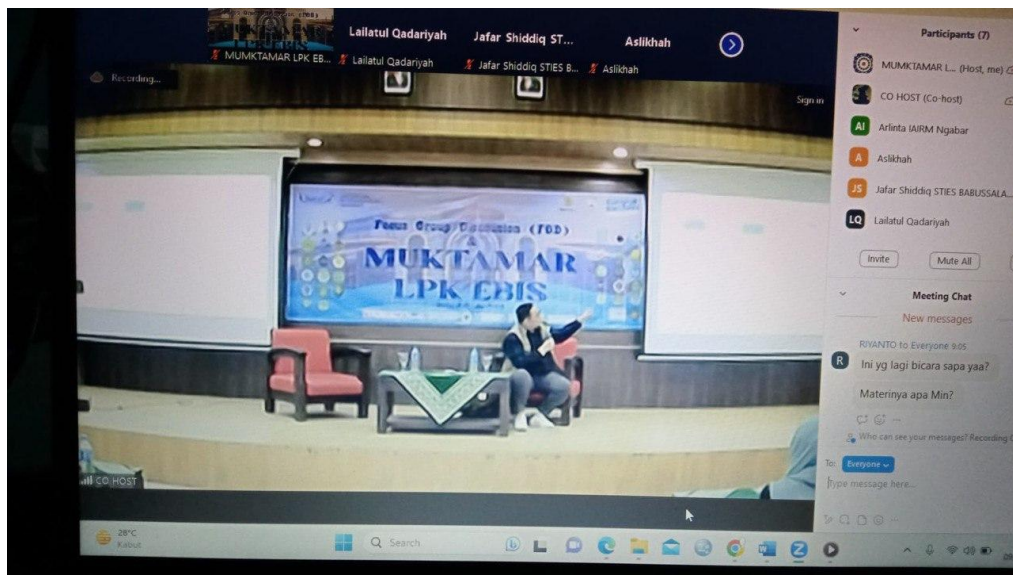 Lailatul Qadariyah
Jafar Shiddiq ST...
Aslikhah
MUMKTAMAR LPK EB...
Lailatul Qadariyah
Jafar Shiddiq STIES B...
Aslikhah
Recording...
Sign in
Focus Group Discussion (FGD)
&
MUKTAMAR
LPK EBIS
CO HOST
Participants (7)
MUMKTAMAR L... (Host, me)
CO HOST (Co-host)
AI Arlinta IAIRM Ngabar
A Aslikhah
JS Jafar Shiddiq STIES BABUSSALA...
LQ Lailatul Qadariyah
Invite
Mute All
Meeting Chat
New messages
RIYANTO to Everyone 9:05
R Ini yg lagi bicara sapa yaa?
Materinya apa Min?
Who can see your messages? Recording
To: Everyone
Type message here...
28°C
Kabut
Search